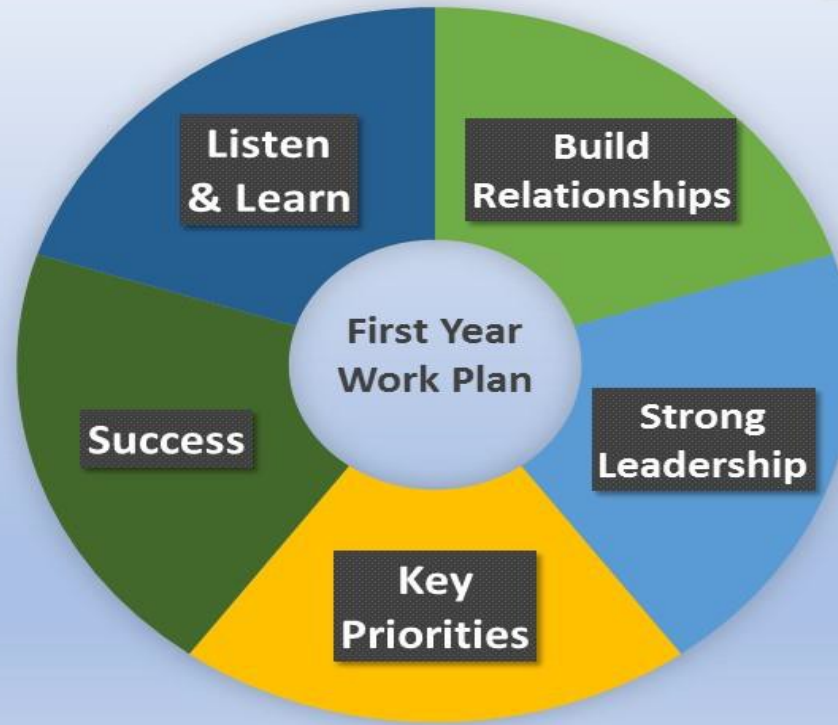 Listen
& Learn
Build
Relationships
First Year
Work Plan
Success
Strong
Leadership
Key
Priorities